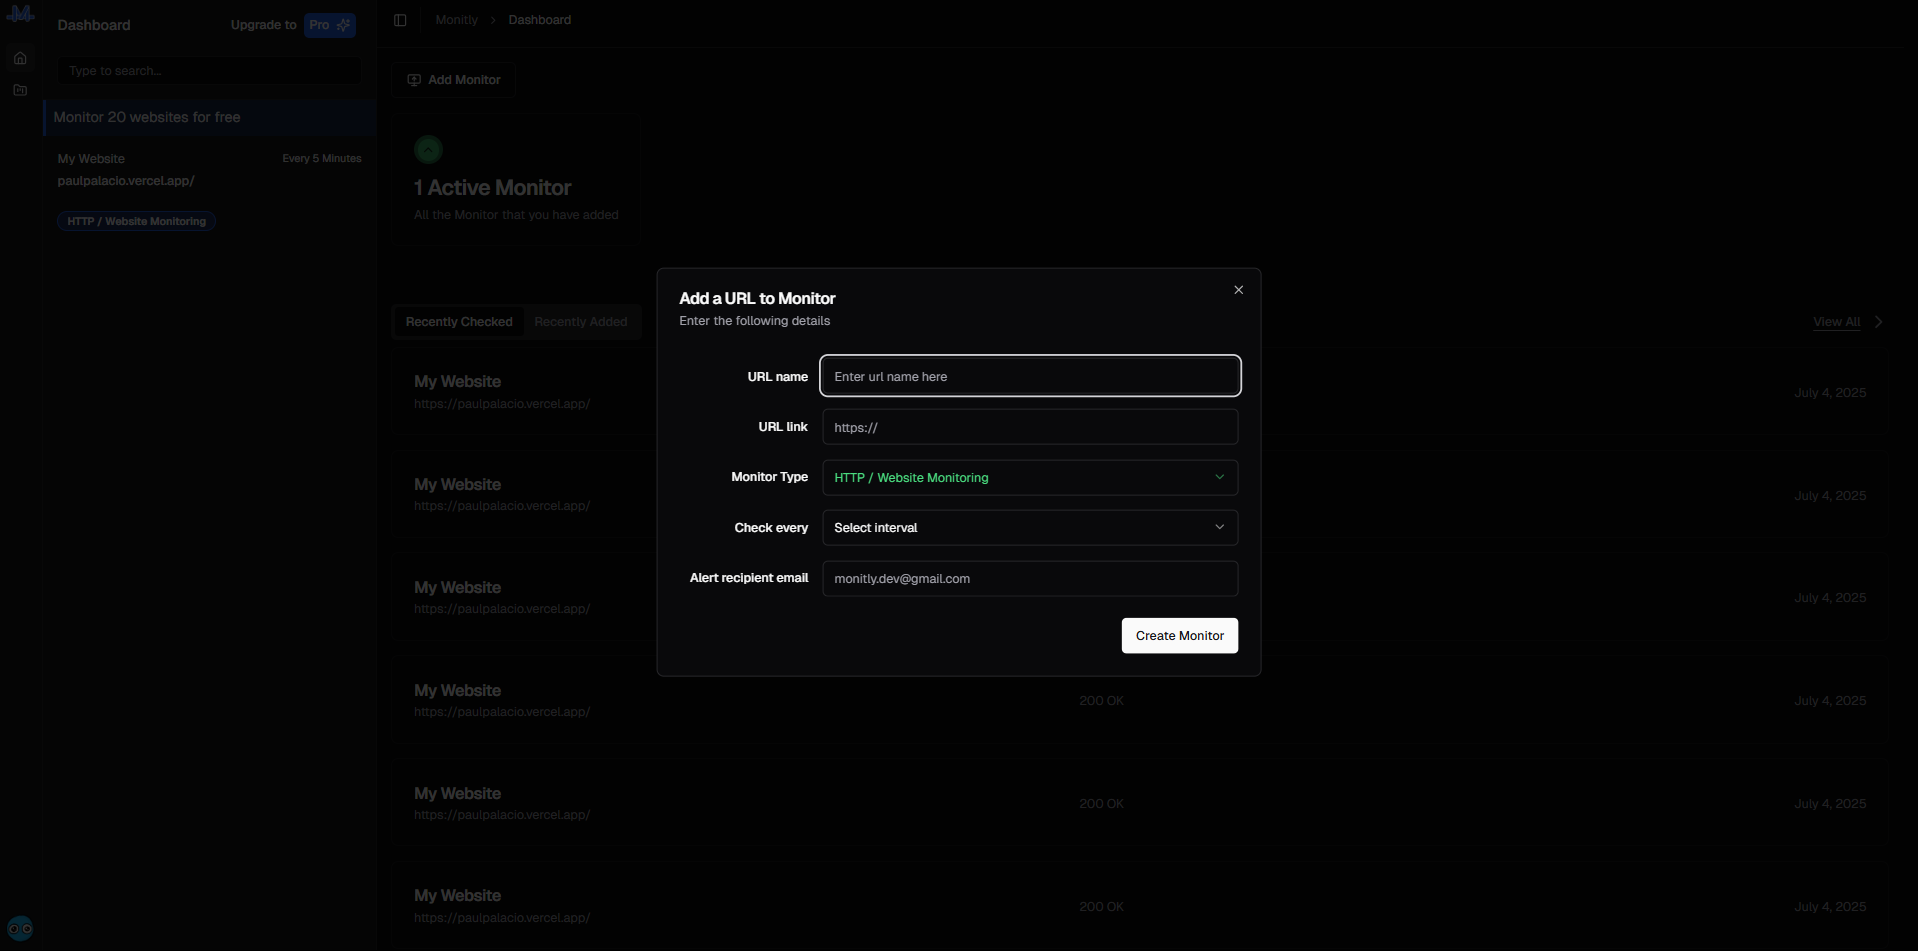 Dashboard
Upgrade to Pro
Type to search...
Monitor 20 websites for free
My Website
Every 5 Minutes
paulpalacio.vercel.app/
HTTP / Website Monitoring
Monitly > Dashboard
Add Monitor
1 Active Monitor
All the Monitor that you have added
Recently Checked
Recently Added
View All
My Website
https://paulpalacio.vercel.app/
July 4, 2025
My Website
https://paulpalacio.vercel.app/
July 4, 2025
My Website
https://paulpalacio.vercel.app/
July 4, 2025
My Website
https://paulpalacio.vercel.app/
200 OK
July 4, 2025
My Website
https://paulpalacio.vercel.app/
200 OK
July 4, 2025
My Website
https://paulpalacio.vercel.app/
200 OK
July 4, 2025
Add a URL to Monitor
Enter the following details
URL name
Enter url name here
URL link
https://
Monitor Type
HTTP / Website Monitoring
Check every
Select interval
Alert recipient email
monitly.dev@gmail.com
Create Monitor